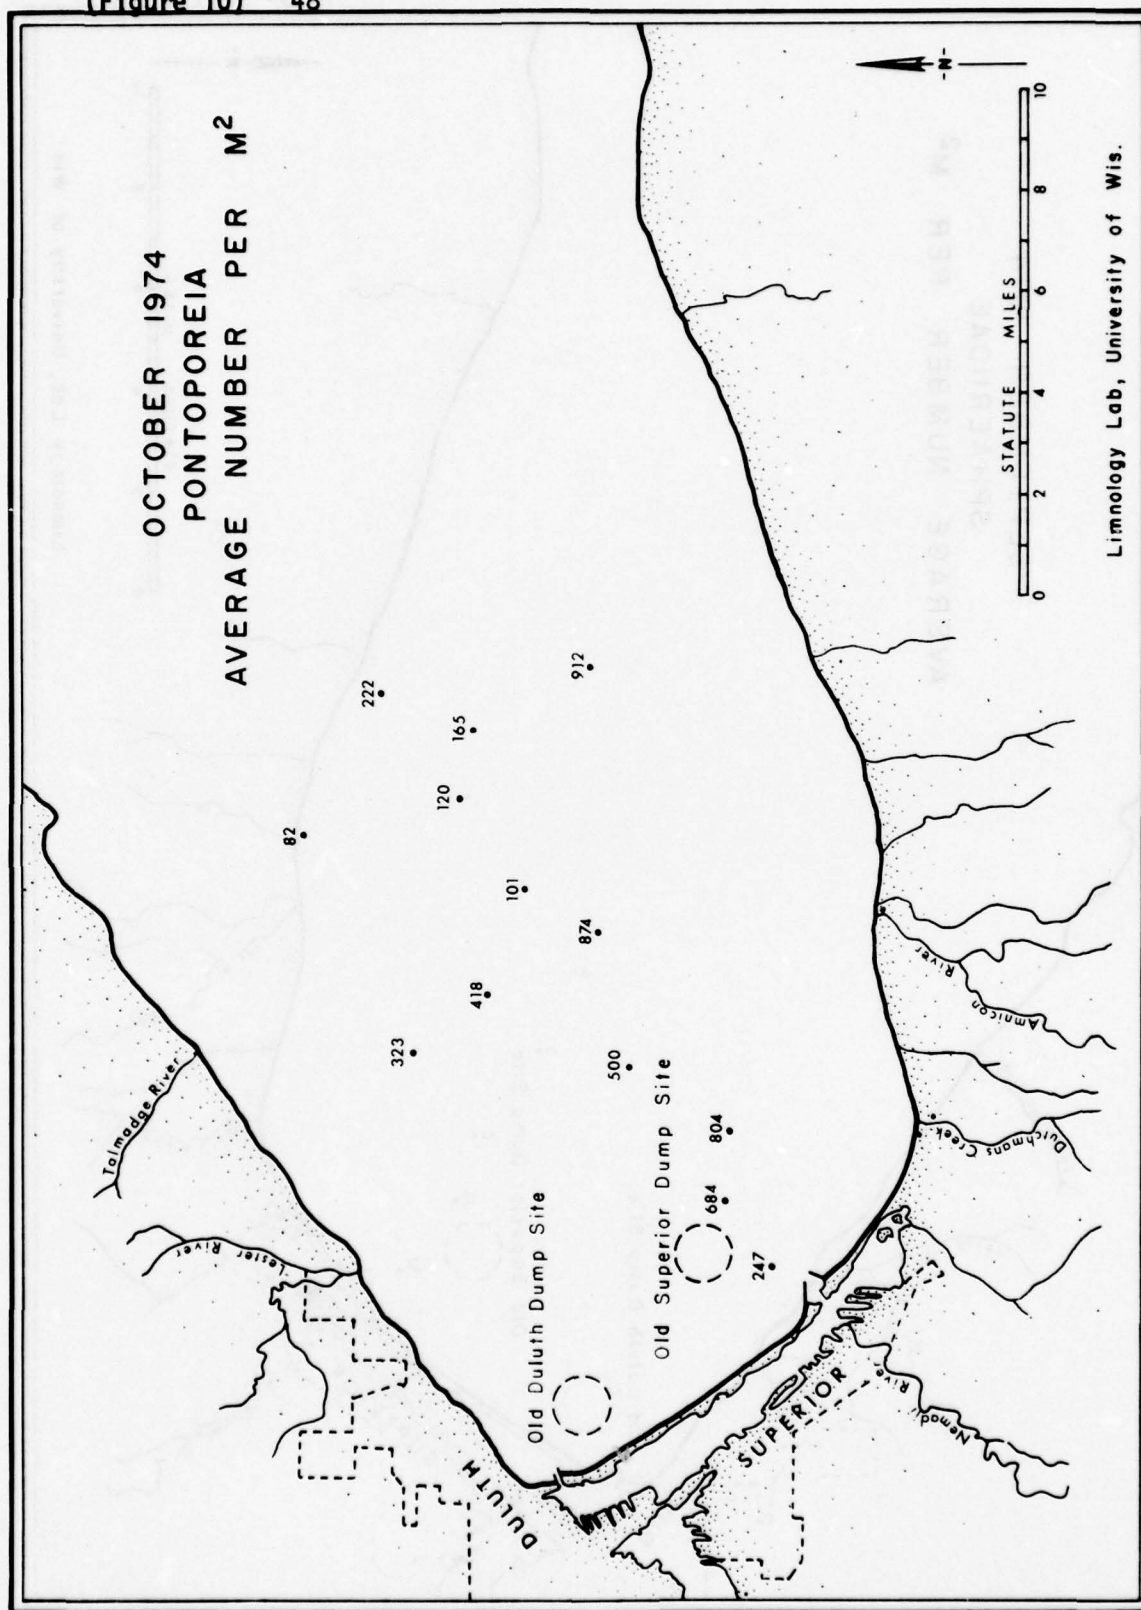 (Figure 10) 48
OCTOBER 1974
PONTOPOREIA
AVERAGE NUMBER PER M²
222
82
165
120
912
101
874
418
323
500
804
684
247
Talmadge River
Lester River
Old Duluth Dump Site
Old Superior Dump Site
DULUTH
SUPERIOR
Nemadji River
Dutchmans Creek
Amnicon River
-N-
STATUTE MILES
0 2 4 6 8 10
Limnology Lab, University of Wis.